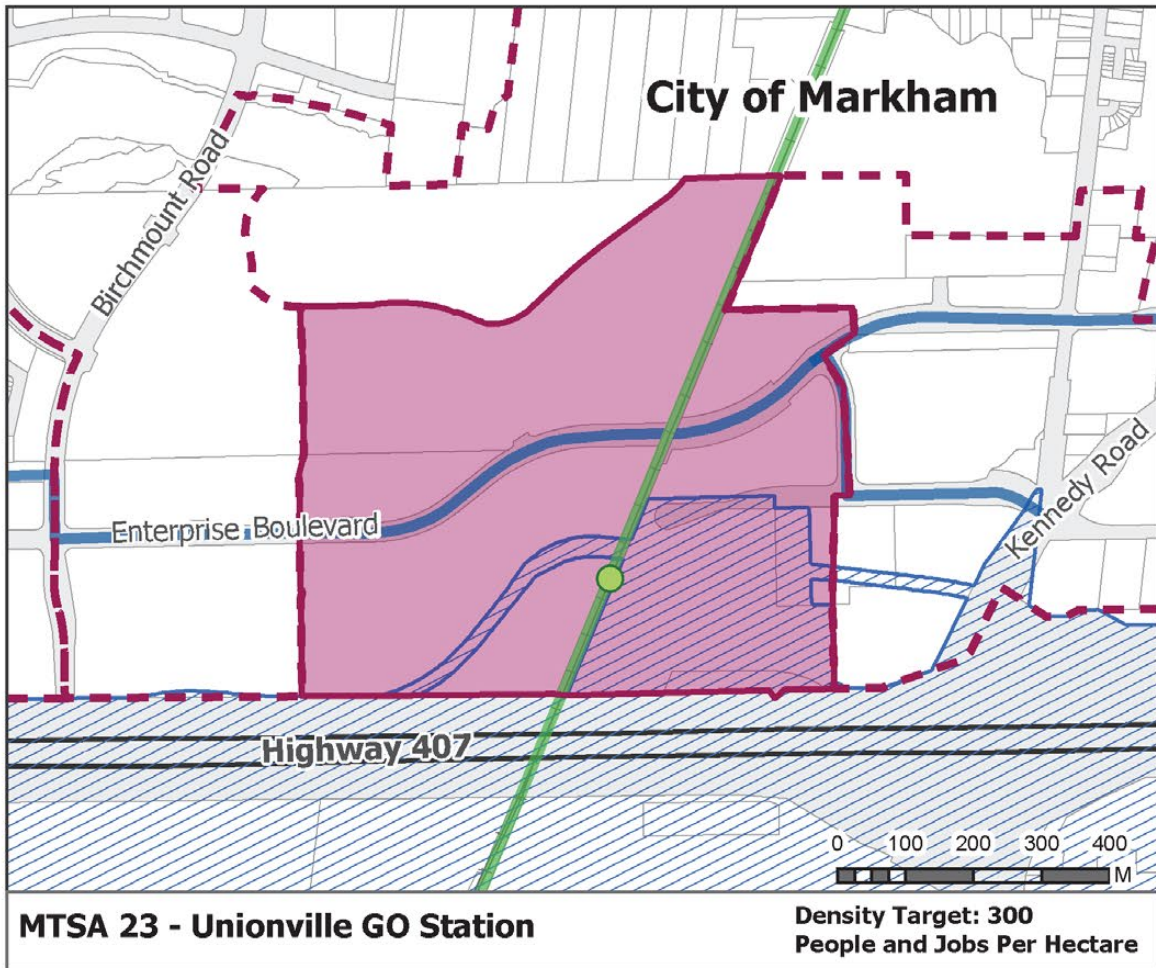 City of Markham
Birchmount Road
Enterprise Boulevard
Kennedy Road
Highway 407
0 100 200 300 400
M
MTSA 23 - Unionville GO Station
Density Target: 300
People and Jobs Per Hectare